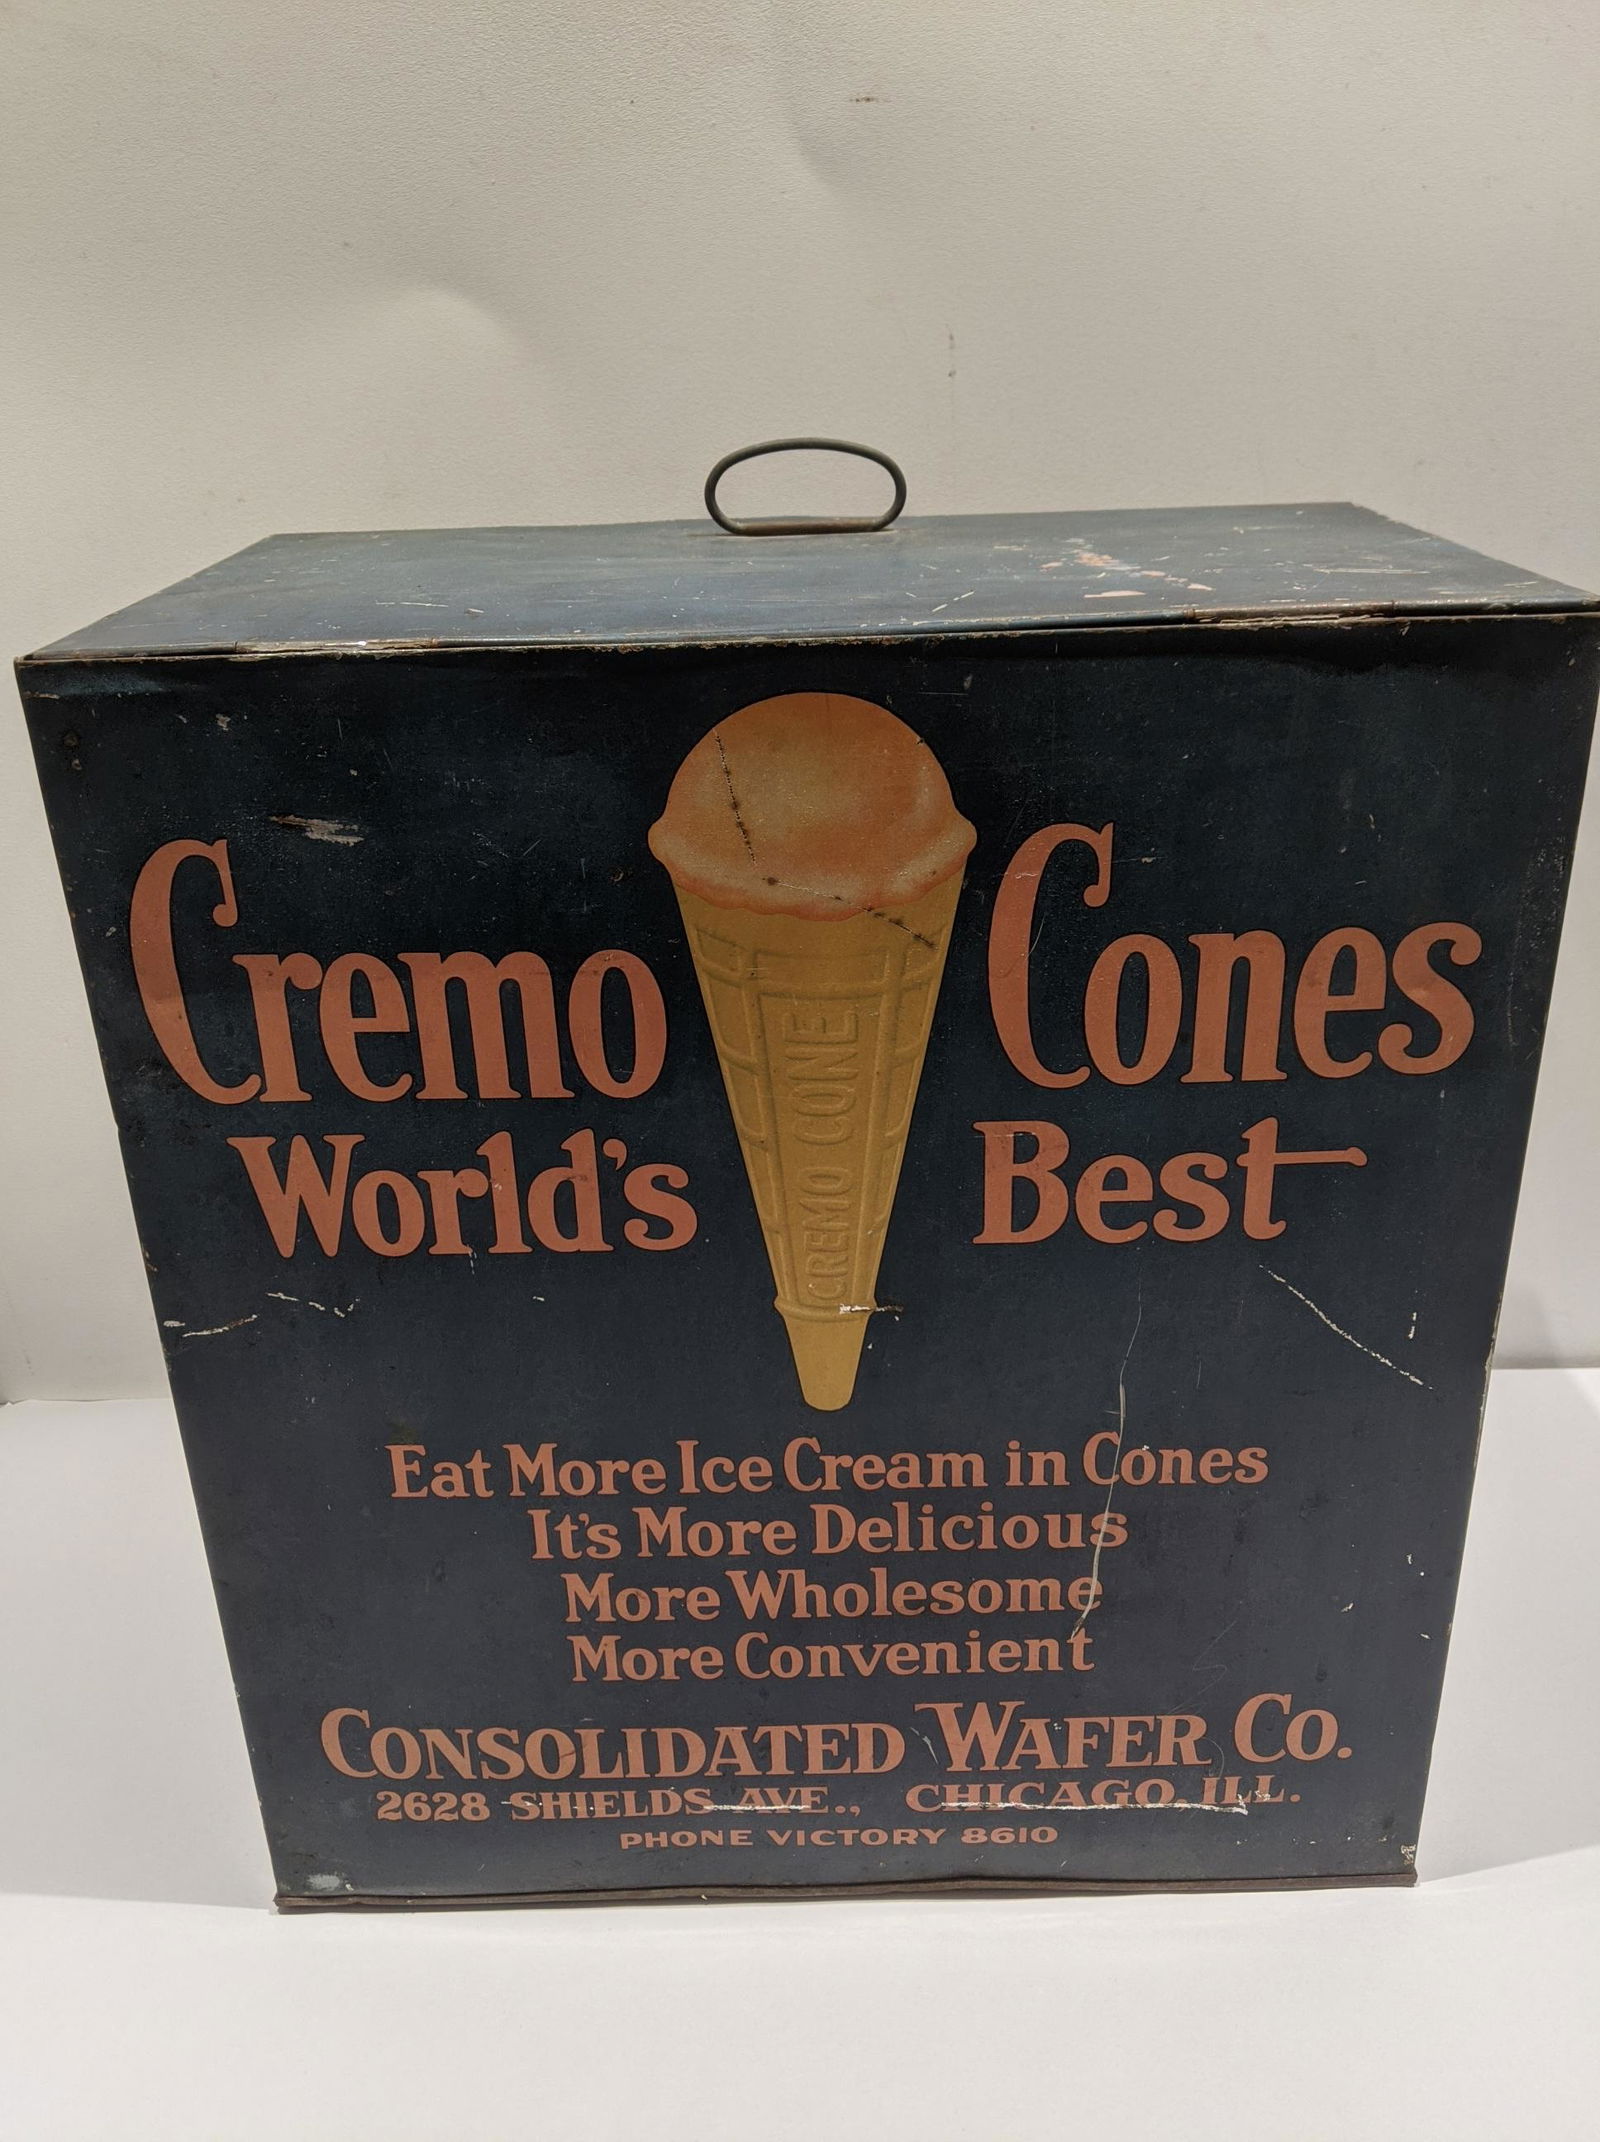 Cremo Cones
World's Best
CREMO CONE
Eat More Ice Cream in Cones
It's More Delicious
More Wholesome
More Convenient
CONSOLIDATED WAFER CO.
2628 SHIELDS AVE., CHICAGO, ILL.
PHONE VICTORY 8610